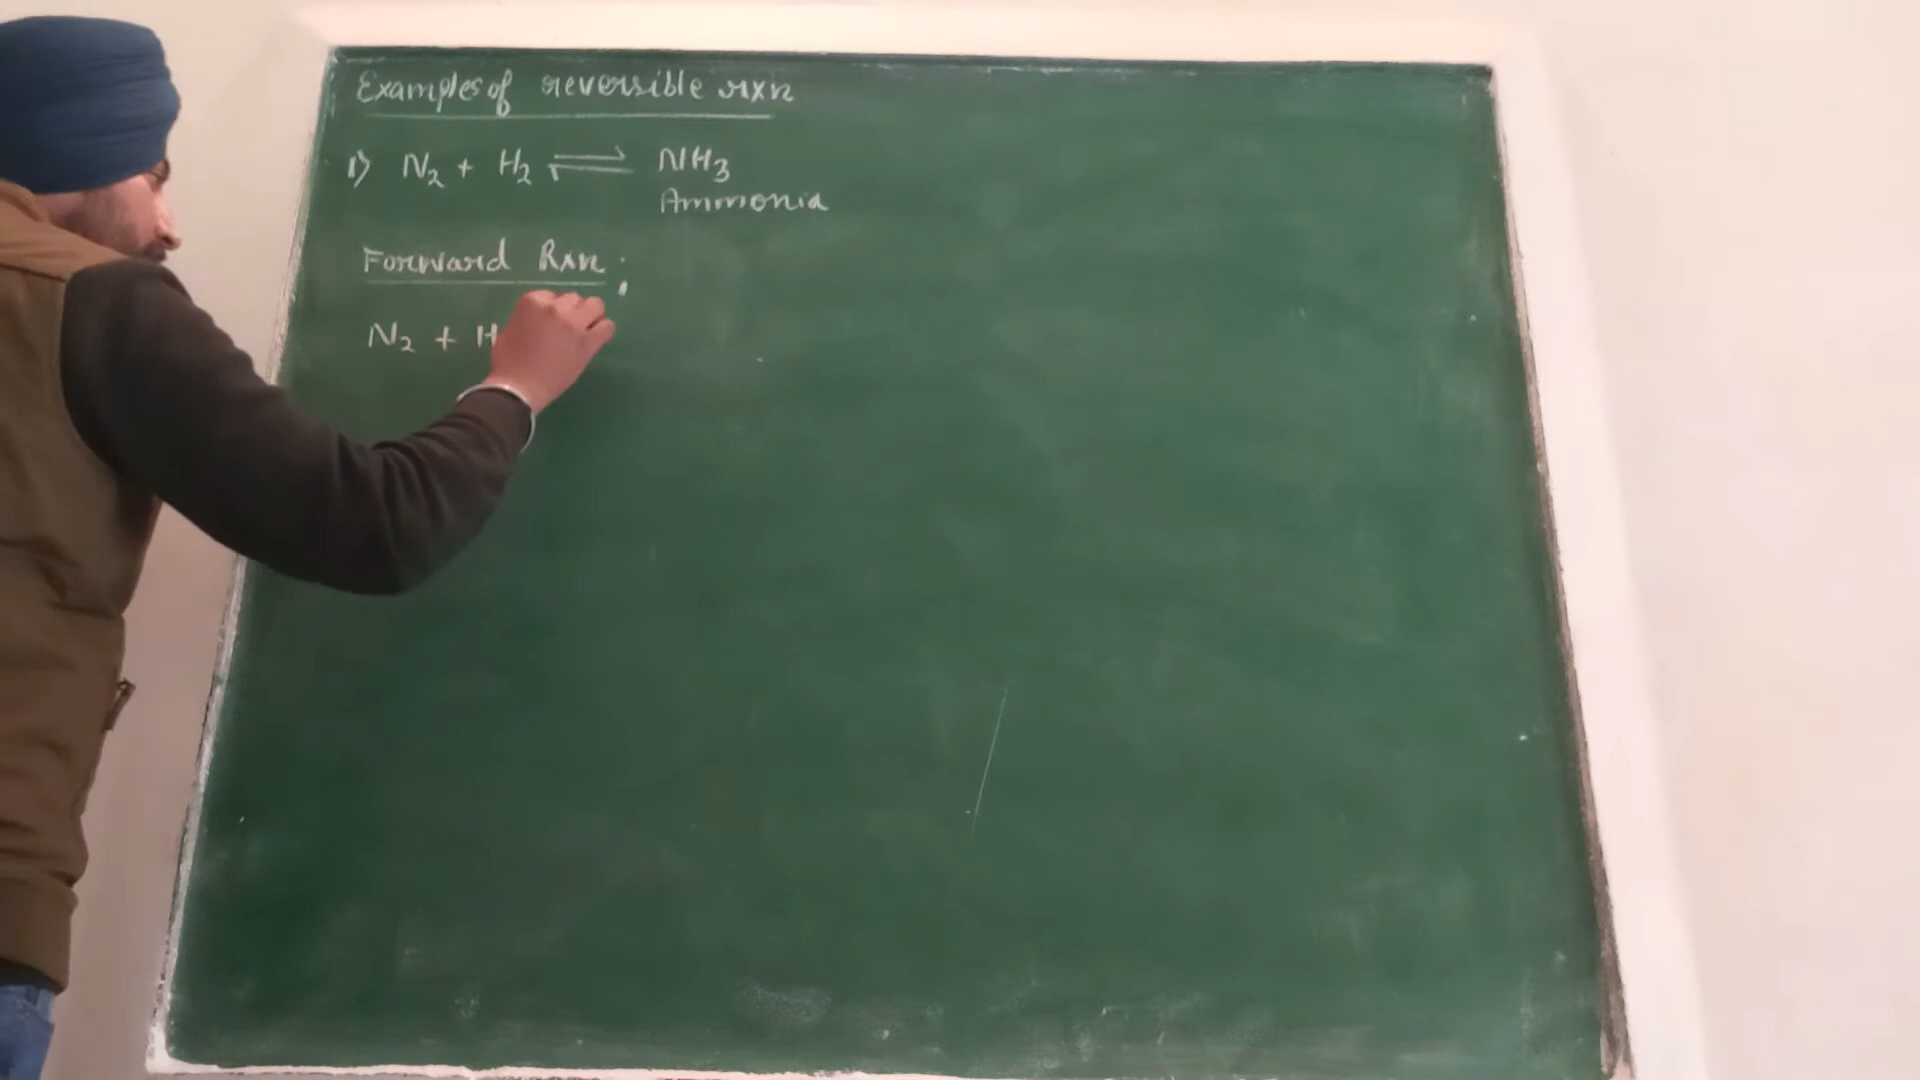 Examples of reversible rxn
1) N₂ + H₂ ⇌ NH₃
Ammonia
Forward Rxn :
N₂ + H